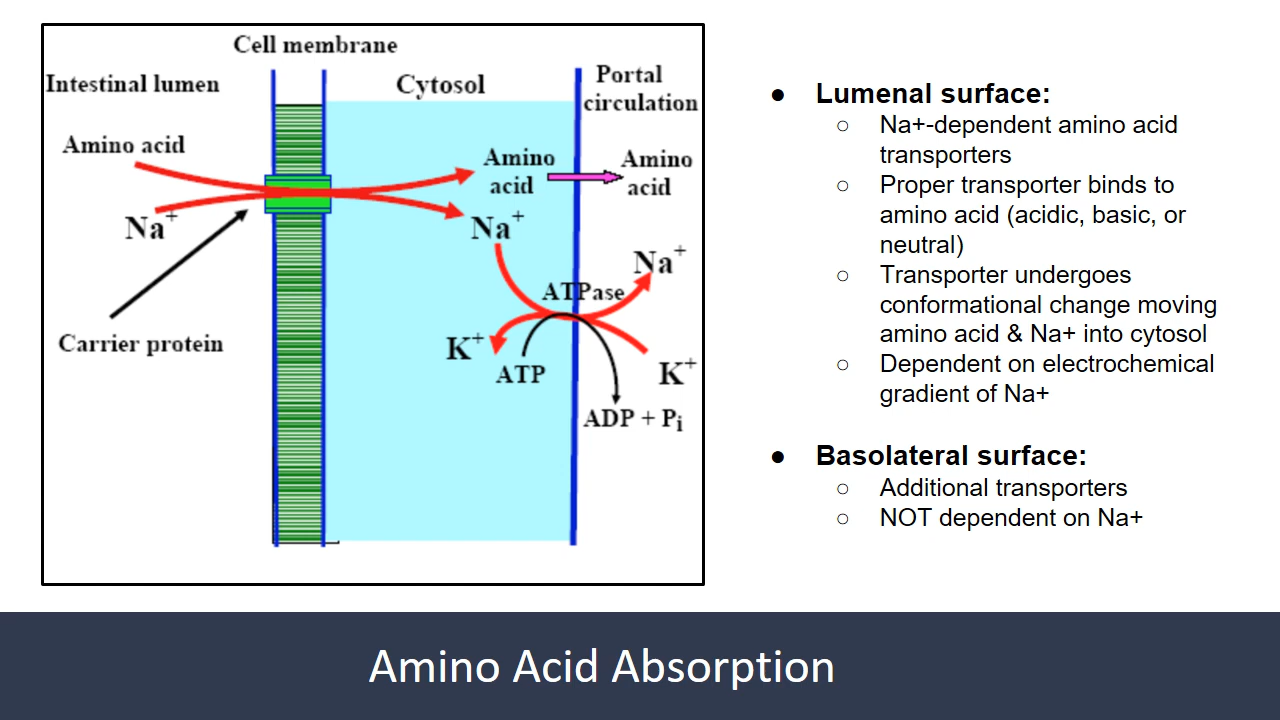 Cell membrane
Intestinal lumen
Cytosol
Portal
circulation
Amino acid
Na+
Carrier protein
Amino
acid
Na+
Amino
acid
Na+
ATPase
K+
ATP
K+
ADP + Pi
● Lumenal surface:
○ Na+-dependent amino acid
transporters
○ Proper transporter binds to
amino acid (acidic, basic, or
neutral)
○ Transporter undergoes
conformational change moving
amino acid & Na+ into cytosol
○ Dependent on electrochemical
gradient of Na+
● Basolateral surface:
○ Additional transporters
○ NOT dependent on Na+
Amino Acid Absorption